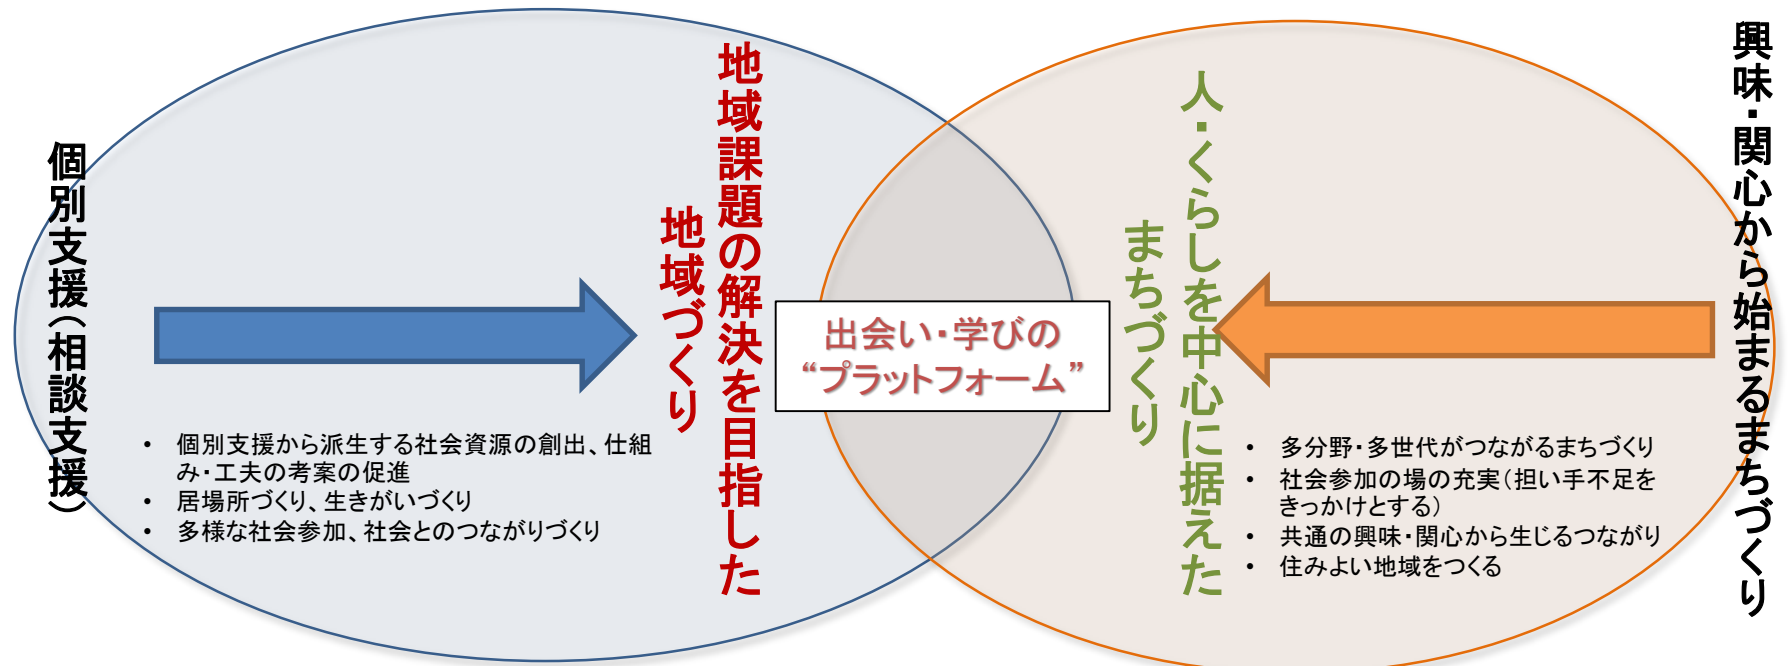 個別支援（相談支援）
地域課題の解決を目指した
地域づくり
• 個別支援から派生する社会資源の創出、仕組
み・工夫の考案の促進
• 居場所づくり、生きがいづくり
• 多様な社会参加、社会とのつながりづくり
出会い・学びの
“プラットフォーム”
人・くらしを中心に据えた
まちづくり
• 多分野・多世代がつながるまちづくり
• 社会参加の場の充実（担い手不足を
きっかけとする）
• 共通の興味・関心から生じるつながり
• 住みよい地域をつくる
興味・関心から始まるまちづくり